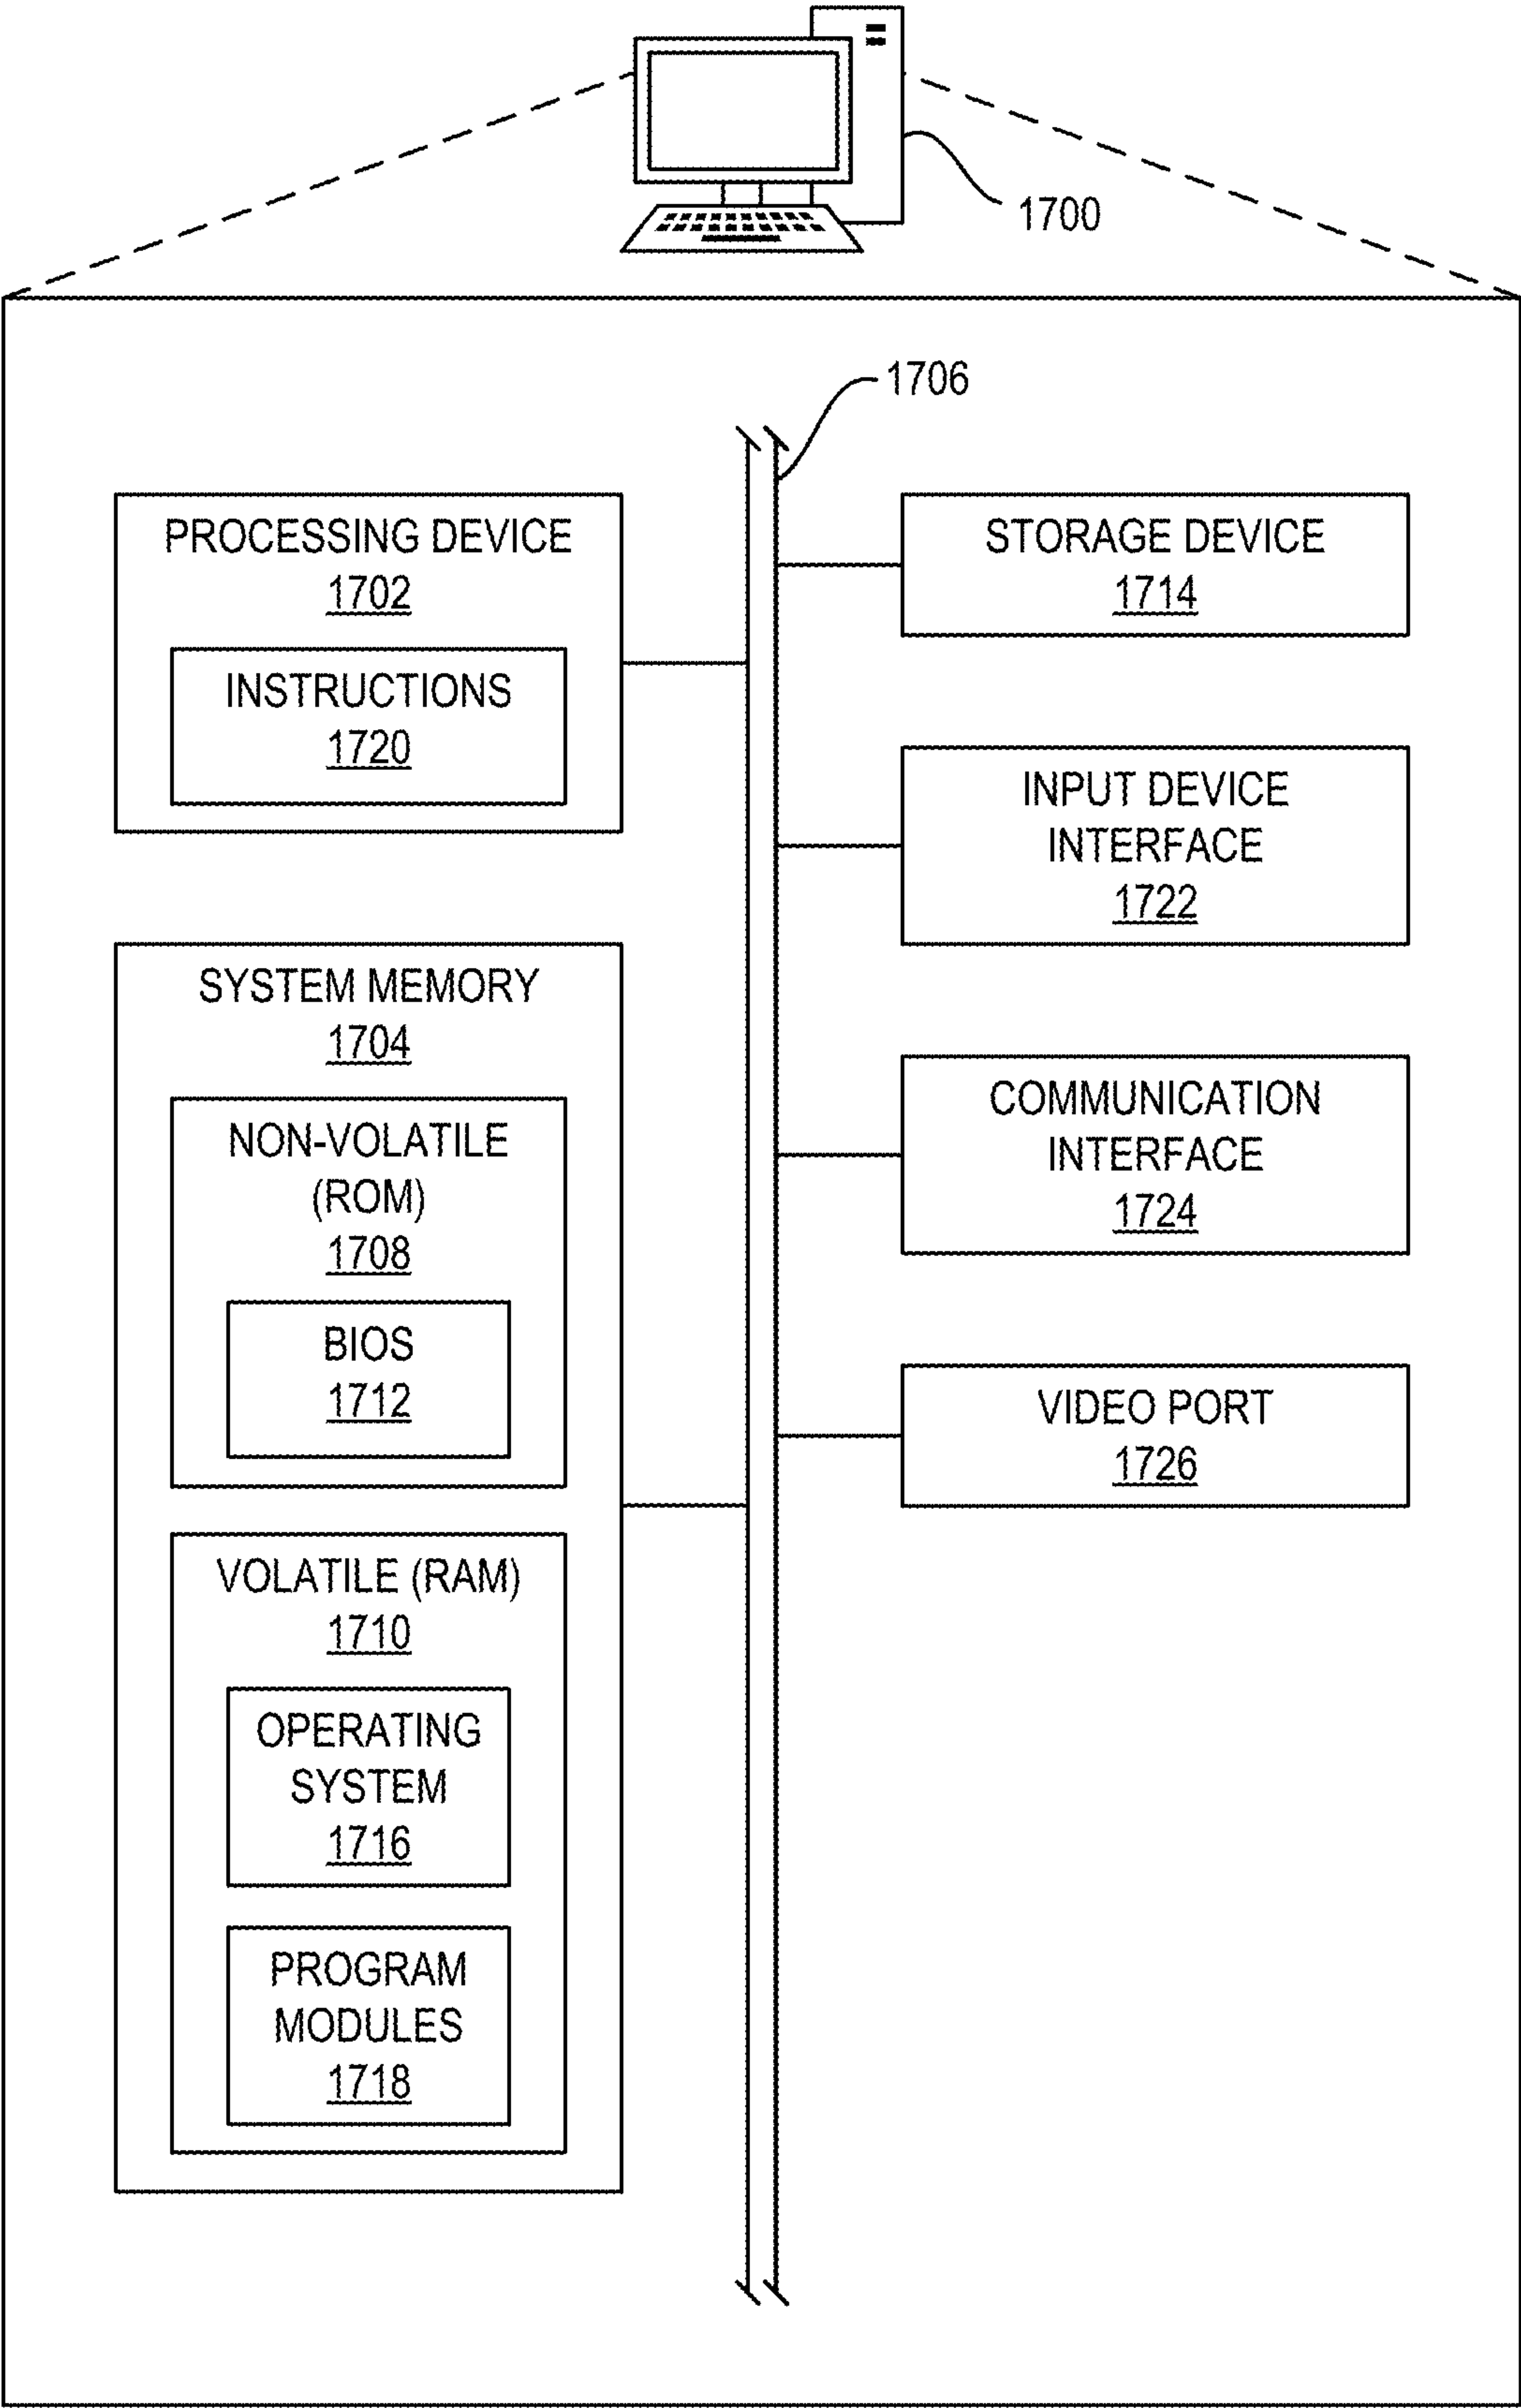 1700
1706
PROCESSING DEVICE
1702
INSTRUCTIONS
1720
SYSTEM MEMORY
1704
NON-VOLATILE
(ROM)
1708
BIOS
1712
VOLATILE (RAM)
1710
OPERATING
SYSTEM
1716
PROGRAM
MODULES
1718
STORAGE DEVICE
1714
INPUT DEVICE
INTERFACE
1722
COMMUNICATION
INTERFACE
1724
VIDEO PORT
1726